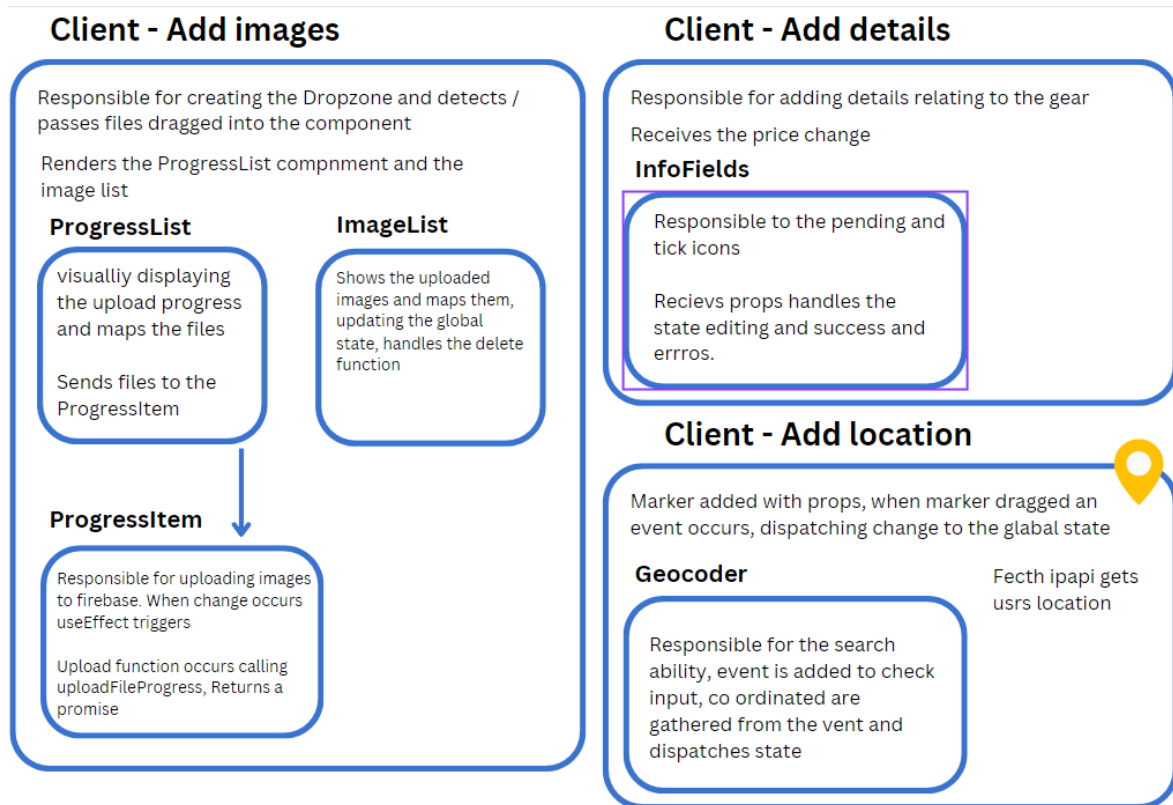 Client - Add images
Responsible for creating the Dropzone and detects /
passes files dragged into the component
Renders the ProgressList compnment and the
image list
ProgressList
visualliy displaying
the upload progress
and maps the files
Sends files to the
ProgressItem
ImageList
Shows the uploaded
images and maps them,
updating the global
state, handles the delete
function
ProgressItem
Responsible for uploading images
to firebase. When change occurs
useEffect triggers
Upload function occurs calling
uploadFileProgress, Returns a
promise
Client - Add details
Responsible for adding details relating to the gear
Receives the price change
InfoFields
Responsible to the pending and
tick icons
Recievs props handles the
state editing and success and
errros.
Client - Add location
Marker added with props, when marker dragged an
event occurs, dispatching change to the glnbal state
Geocoder
Responsible for the search
ability, event is added to check
input, co ordinated are
gathered from the vent and
dispatches state
Fecth ipapi gets
usrs location